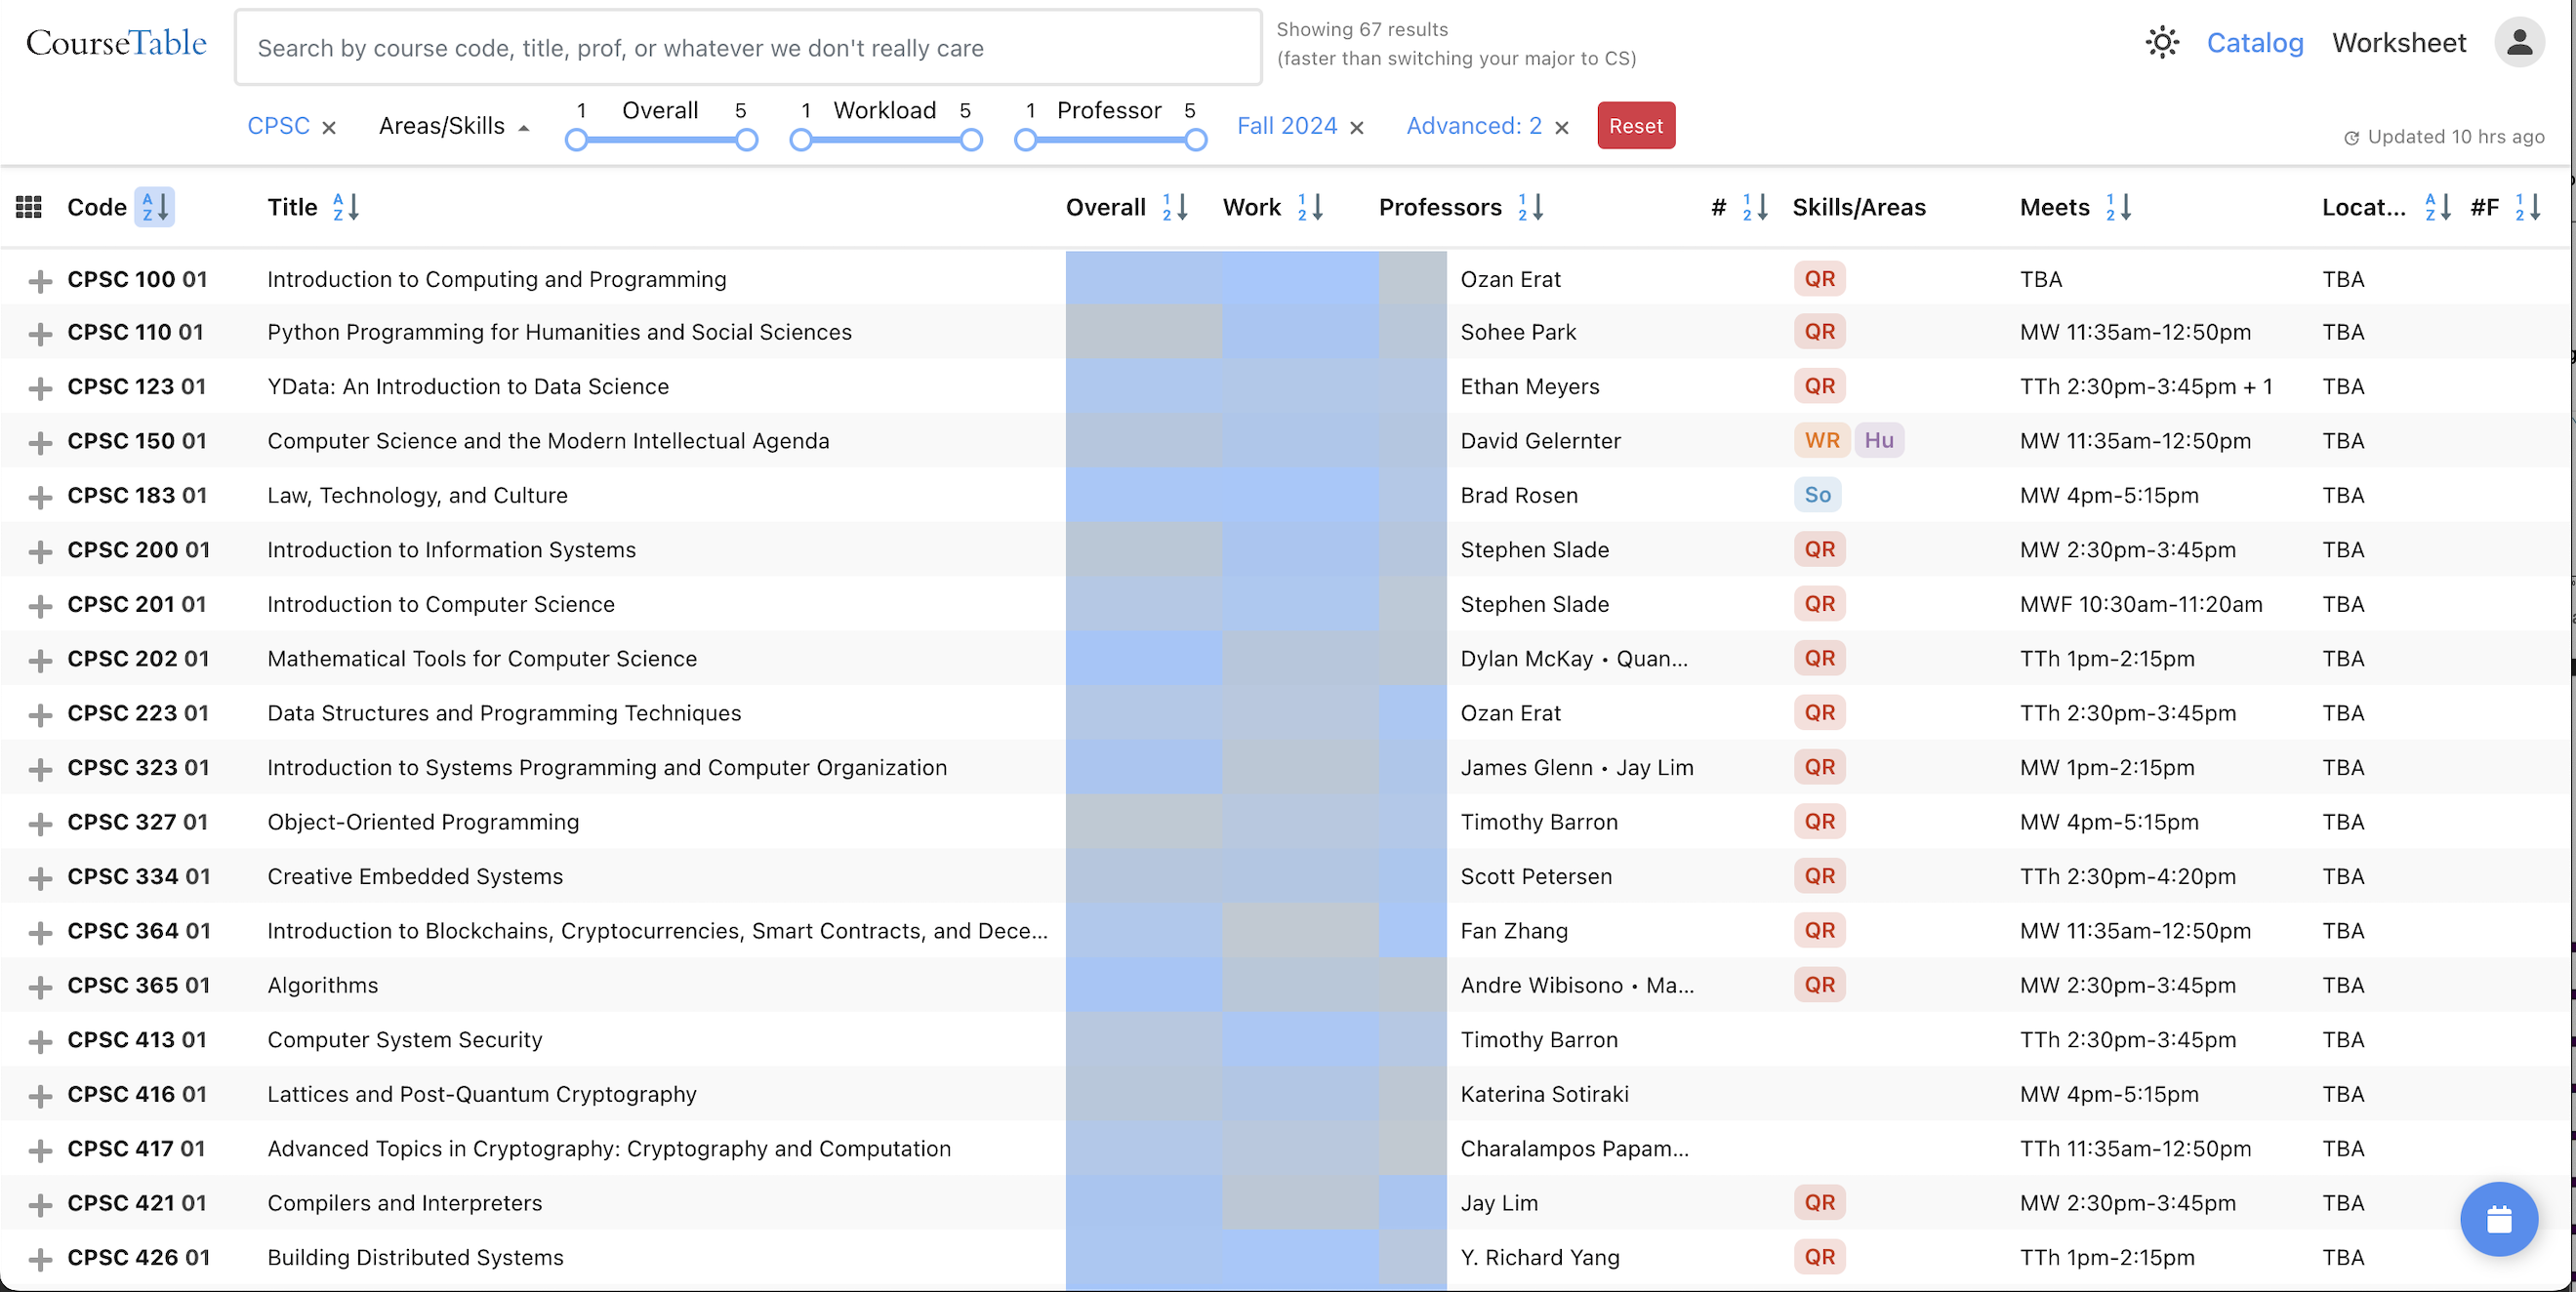 CourseTable
Search by course code, title, prof, or whatever we don't really care
Showing 67 results
(faster than switching your major to CS)
Catalog
Worksheet
CPSC ×
Areas/Skills
1 Overall 5
1 Workload 5
1 Professor 5
Fall 2024 ×
Advanced: 2 ×
Reset
Updated 10 hrs ago
Code Title Overall Work Professors # Skills/Areas Meets Locat... #F
CPSC 100 01 Introduction to Computing and Programming Ozan Erat QR TBA TBA
CPSC 110 01 Python Programming for Humanities and Social Sciences Sohee Park QR MW 11:35am-12:50pm TBA
CPSC 123 01 YData: An Introduction to Data Science Ethan Meyers QR TTh 2:30pm-3:45pm + 1 TBA
CPSC 150 01 Computer Science and the Modern Intellectual Agenda David Gelernter WR Hu MW 11:35am-12:50pm TBA
CPSC 183 01 Law, Technology, and Culture Brad Rosen So MW 4pm-5:15pm TBA
CPSC 200 01 Introduction to Information Systems Stephen Slade QR MW 2:30pm-3:45pm TBA
CPSC 201 01 Introduction to Computer Science Stephen Slade QR MWF 10:30am-11:20am TBA
CPSC 202 01 Mathematical Tools for Computer Science Dylan McKay • Quan... QR TTh 1pm-2:15pm TBA
CPSC 223 01 Data Structures and Programming Techniques Ozan Erat QR TTh 2:30pm-3:45pm TBA
CPSC 323 01 Introduction to Systems Programming and Computer Organization James Glenn • Jay Lim QR MW 1pm-2:15pm TBA
CPSC 327 01 Object-Oriented Programming Timothy Barron QR MW 4pm-5:15pm TBA
CPSC 334 01 Creative Embedded Systems Scott Petersen QR TTh 2:30pm-4:20pm TBA
CPSC 364 01 Introduction to Blockchains, Cryptocurrencies, Smart Contracts, and Dece... Fan Zhang QR MW 11:35am-12:50pm TBA
CPSC 365 01 Algorithms Andre Wibisono • Ma... QR MW 2:30pm-3:45pm TBA
CPSC 413 01 Computer System Security Timothy Barron TTh 2:30pm-3:45pm TBA
CPSC 416 01 Lattices and Post-Quantum Cryptography Katerina Sotiraki MW 4pm-5:15pm TBA
CPSC 417 01 Advanced Topics in Cryptography: Cryptography and Computation Charalampos Papam... TTh 11:35am-12:50pm TBA
CPSC 421 01 Compilers and Interpreters Jay Lim QR MW 2:30pm-3:45pm TBA
CPSC 426 01 Building Distributed Systems Y. Richard Yang QR TTh 1pm-2:15pm TBA